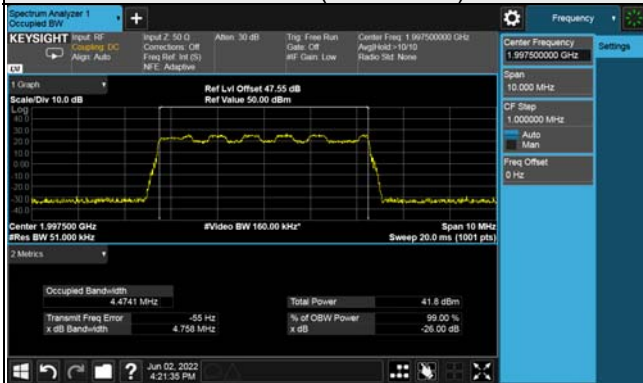 Spectrum Analyzer 1
Occupied BW
+
Frequency
KEYSIGHT Input: RF
Coupling: DC
Align: Auto
Input Z: 50 Ω
Corrections: Off
Freq Ref: Int (S)
NFE: Adaptive
Atten: 30 dB
Trig: Free Run
Gate: Off
#IF Gain: Low
Center Freq: 1.997500000 GHz
Avg|Hold:>10/10
Radio Std: None
Center Frequency
1.997500000 GHz
Settings
Span
10.000 MHz
CF Step
1.000000 MHz
Auto
Man
Freq Offset
0 Hz
1 Graph
Scale/Div 10.0 dB
Ref Lvl Offset 47.55 dB
Ref Value 50.00 dBm
Log
40.0
30.0
20.0
10.0
0.00
-10.0
-20.0
-30.0
-40.0
Center 1.997500 GHz
#Res BW 51.000 kHz
#Video BW 160.00 kHz*
Span 10 MHz
Sweep 20.0 ms (1001 pts)
2 Metrics
Occupied Bandwidth
4.4741 MHz
Total Power 41.8 dBm
Transmit Freq Error -55 Hz
% of OBW Power 99.00 %
x dB Bandwidth 4.758 MHz
x dB -26.00 dB
?
Jun 02, 2022
4:21:35 PM